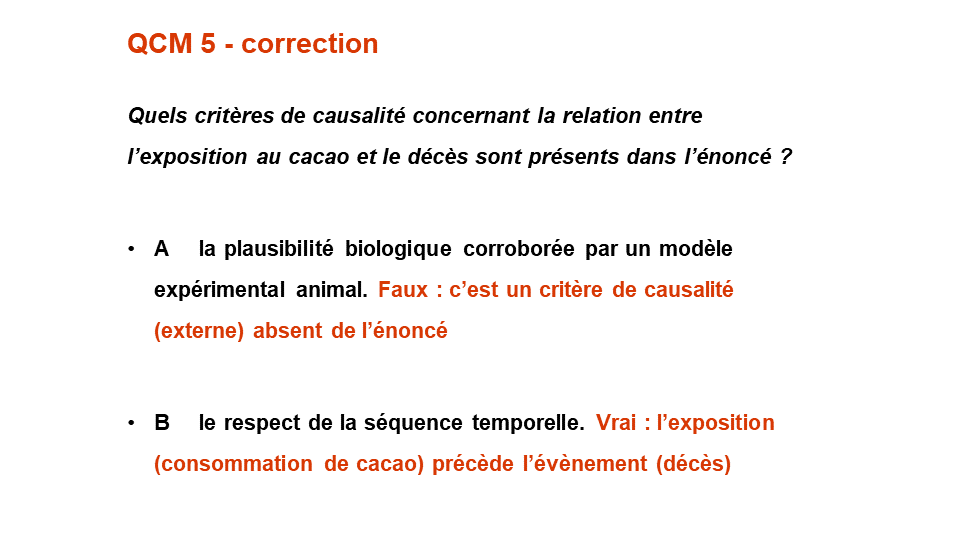 QCM 5 - correction
Quels critères de causalité concernant la relation entre
l’exposition au cacao et le décès sont présents dans l’énoncé ?
• A la plausibilité biologique corroborée par un modèle
expérimental animal. Faux : c’est un critère de causalité
(externe) absent de l’énoncé
• B le respect de la séquence temporelle. Vrai : l’exposition
(consommation de cacao) précède l’évènement (décès)